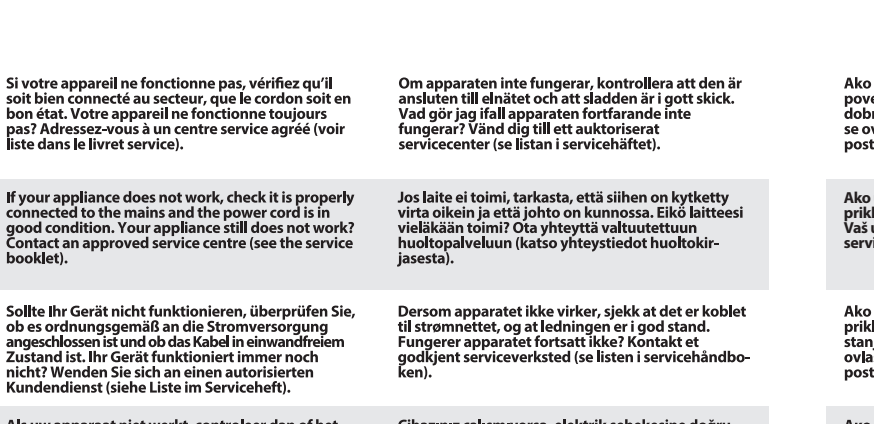 Si votre appareil ne fonctionne pas, vérifiez qu'il
soit bien connecté au secteur, que le cordon soit en
bon état. Votre appareil ne fonctionne toujours
pas? Adressez-vous à un centre service agréé (voir
liste dans le livret service).
If your appliance does not work, check it is properly
connected to the mains and the power cord is in
good condition. Your appliance still does not work?
Contact an approved service centre (see the service
booklet).
Sollte Ihr Gerät nicht funktionieren, überprüfen Sie,
ob es ordnungsgemäß an die Stromversorgung
angeschlossen ist und ob das Kabel in einwandfreiem
Zustand ist. Ihr Gerät funktioniert immer noch
nicht? Wenden Sie sich an einen autorisierten
Kundendienst (siehe Liste im Serviceheft).
Om apparaten inte fungerar, kontrollera att den är
ansluten till elnätet och att sladden är i gott skick.
Vad gör jag ifall apparaten fortfarande inte
fungerar? Vänd dig till ett auktoriserat
servicecenter (se listan i servicehäftet).
Jos laite ei toimi, tarkasta, että siihen on kytketty
virta oikein ja että johto on kunnossa. Eikö laitteesi
vieläkään toimi? Ota yhteyttä valtuutettuun
huoltopalveluun (katso yhteystiedot huoltokir-
jasesta).
Dersom apparatet ikke virker, sjekk at det er koblet
til strømnettet, og at ledningen er i god stand.
Fungerer apparatet fortsatt ikke? Kontakt et
godkjent serviceverksted (se listen i servicehåndbo-
ken).
Ako
se
Ako
Vaš
Ako